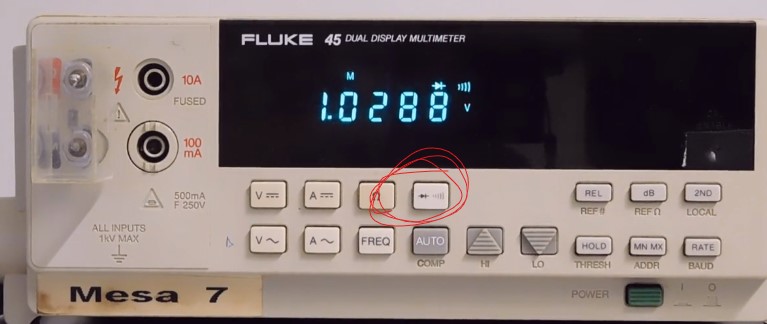 FLUKE 45 DUAL DISPLAY MULTIMETER
M
1.0288 V
10A
FUSED
100
mA
500mA
F 250V
ALL INPUTS
1kV MAX
V
A
Ω
REL
dB
2ND
REF #
REF Ω
LOCAL
V
A
FREQ
AUTO
HOLD
MN MX
RATE
COMP
HI
LO
THRESH
ADDR
BAUD
Mesa 7
POWER
I
O